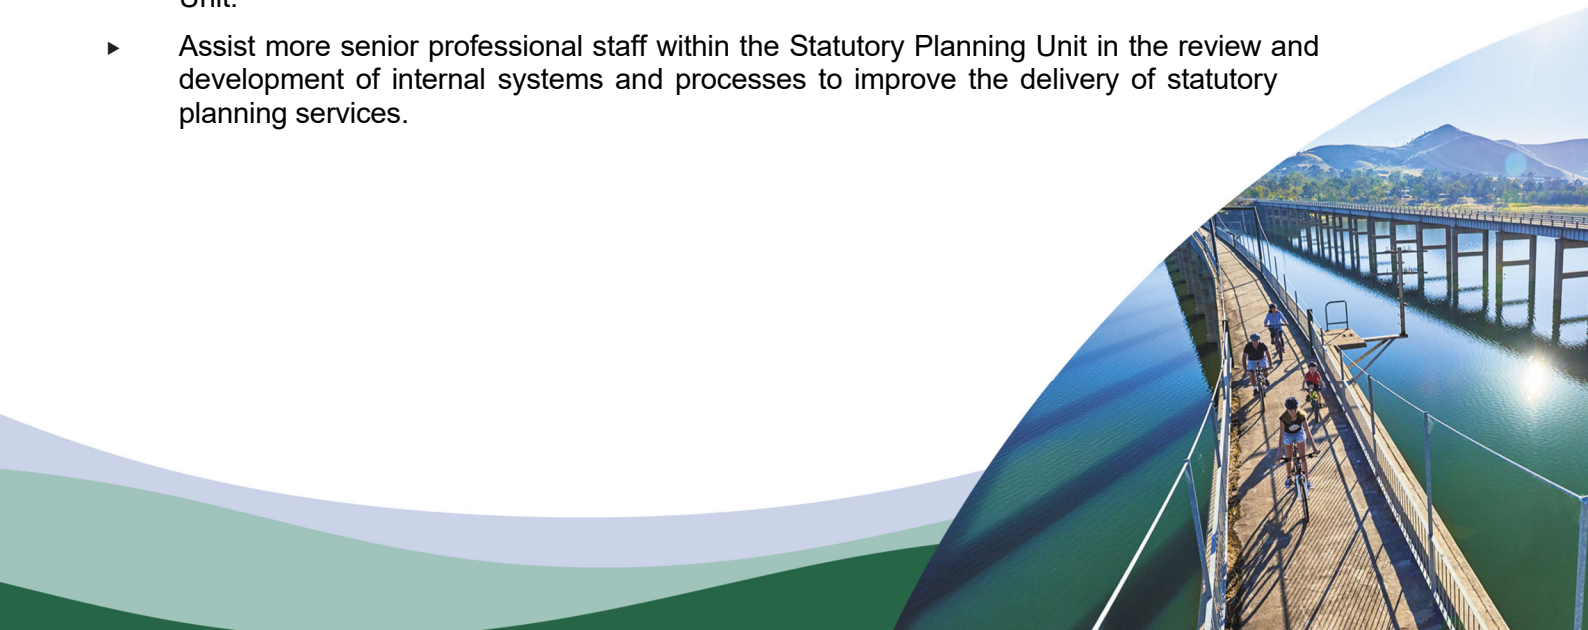 Unit.
Assist more senior professional staff within the Statutory Planning Unit in the review and
development of internal systems and processes to improve the delivery of statutory
planning services.